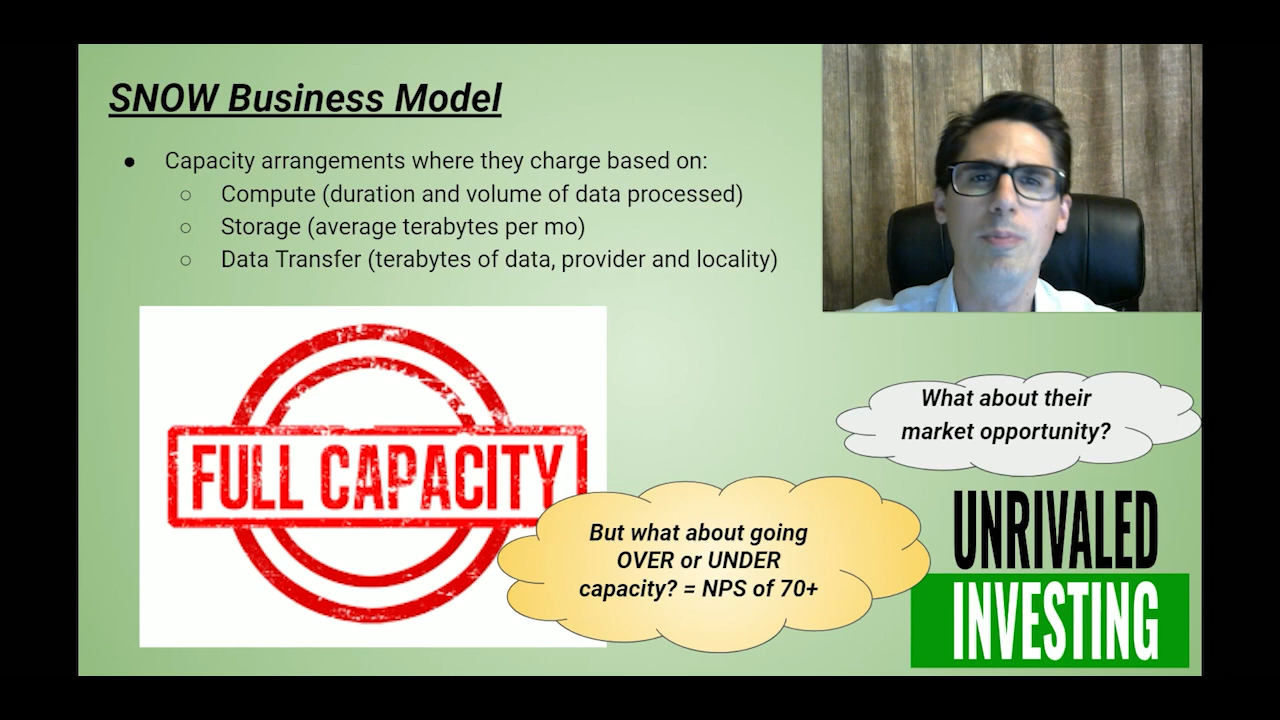 SNOW Business Model
● Capacity arrangements where they charge based on:
○ Compute (duration and volume of data processed)
○ Storage (average terabytes per mo)
○ Data Transfer (terabytes of data, provider and locality)
FULL CAPACITY
But what about going
OVER or UNDER
capacity? = NPS of 70+
What about their
market opportunity?
UNRIVALED
INVESTING